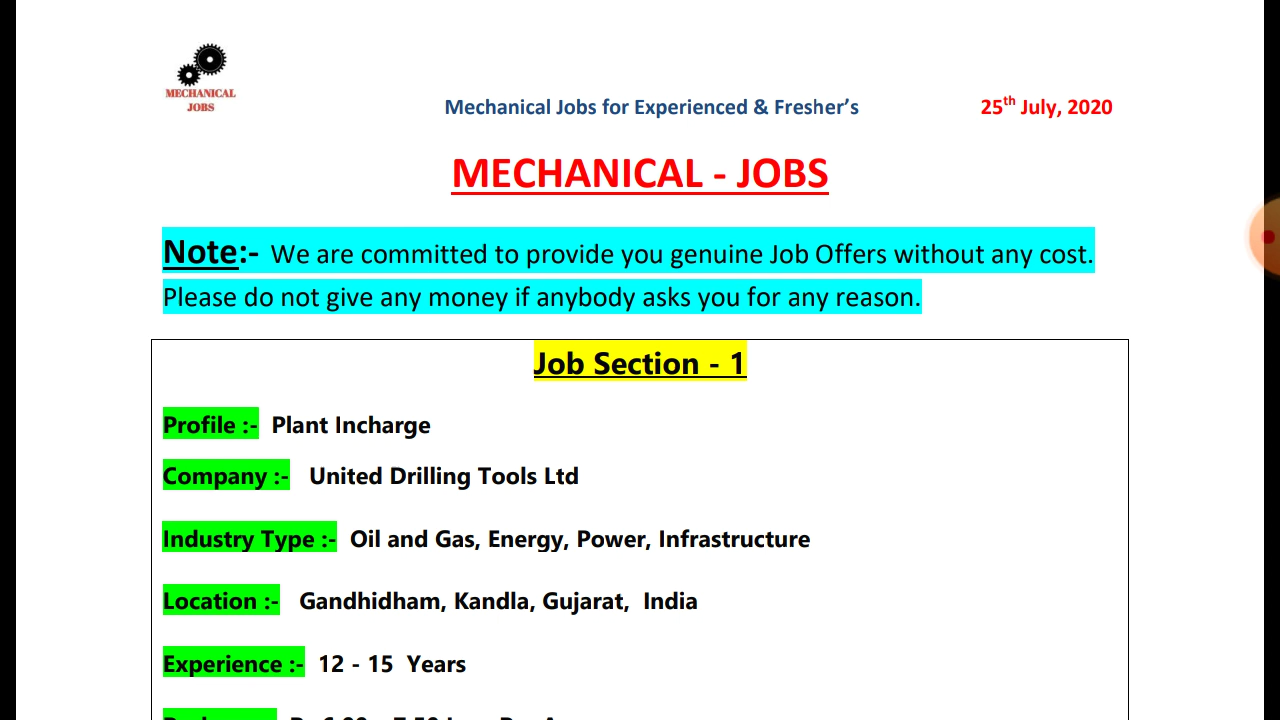 MECHANICAL
JOBS
Mechanical Jobs for Experienced & Fresher’s 25th July, 2020
MECHANICAL - JOBS
Note:- We are committed to provide you genuine Job Offers without any cost.
Please do not give any money if anybody asks you for any reason.
Job Section - 1
Profile :- Plant Incharge
Company :- United Drilling Tools Ltd
Industry Type :- Oil and Gas, Energy, Power, Infrastructure
Location :- Gandhidham, Kandla, Gujarat, India
Experience :- 12 - 15 Years